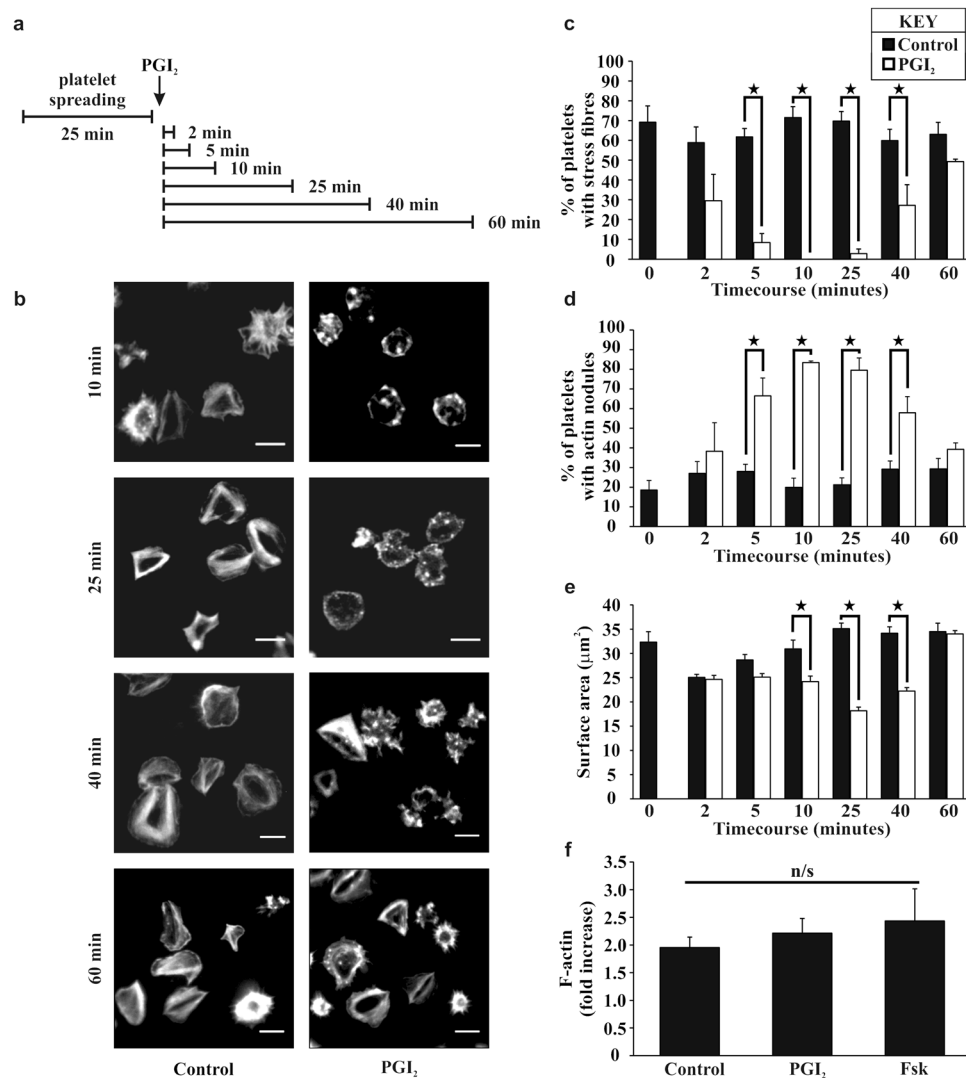 a
PGI₂
platelet
spreading
25 min
2 min
5 min
10 min
25 min
40 min
60 min
b
10 min
25 min
40 min
60 min
Control
PGI₂
c
KEY
Control
PGI₂
% of platelets
with stress fibres
100
90
80
70
60
50
40
30
20
10
0
★ ★ ★ ★
0 2 5 10 25 40 60
Timecourse (minutes)
d
% of platelets
with actin nodules
100
90
80
70
60
50
40
30
20
10
0
★ ★ ★ ★
0 2 5 10 25 40 60
Timecourse (minutes)
e
Surface area (μm²)
40
35
30
25
20
15
10
5
0
★ ★ ★
0 2 5 10 25 40 60
Timecourse (minutes)
f
F-actin
(fold increase)
3.5
3.0
2.5
2.0
1.5
1.0
0.5
0
n/s
Control PGI₂ Fsk